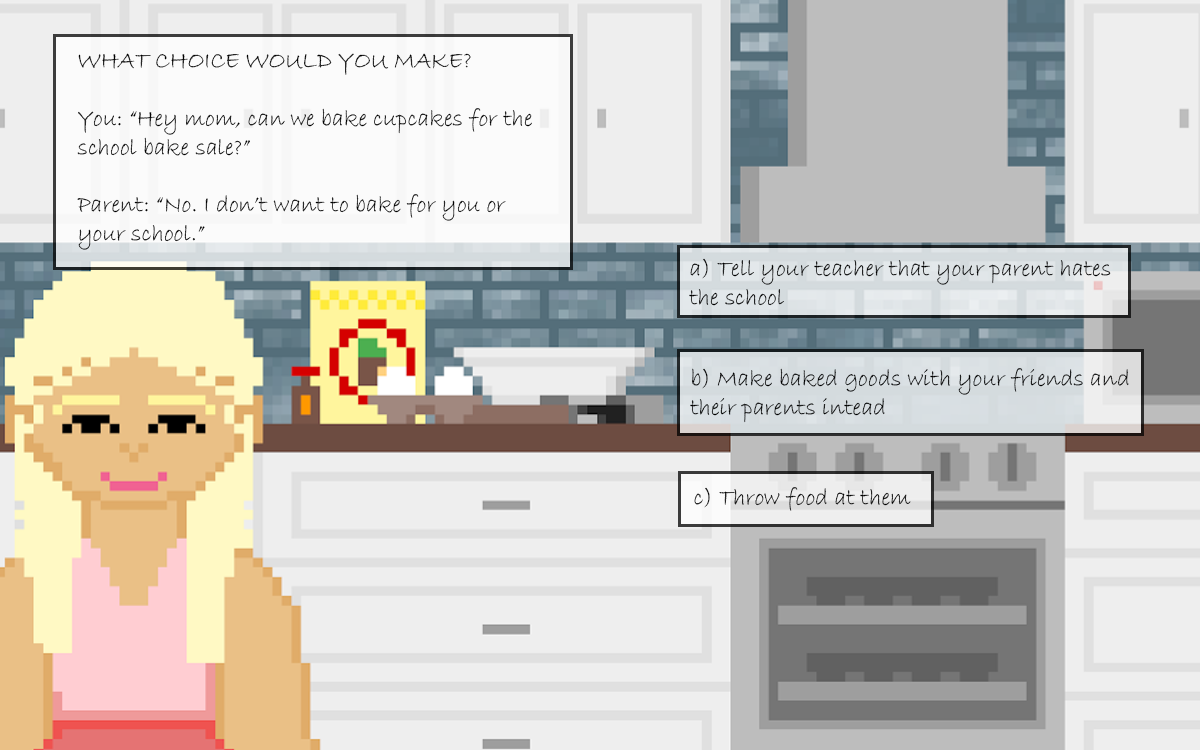 WHAT CHOICE WOULD YOU MAKE?
You: “Hey mom, can we bake cupcakes for the
school bake sale?”
Parent: “No. I don’t want to bake for you or
your school.”
a) Tell your teacher that your parent hates
the school
b) Make baked goods with your friends and
their parents intead
c) Throw food at them